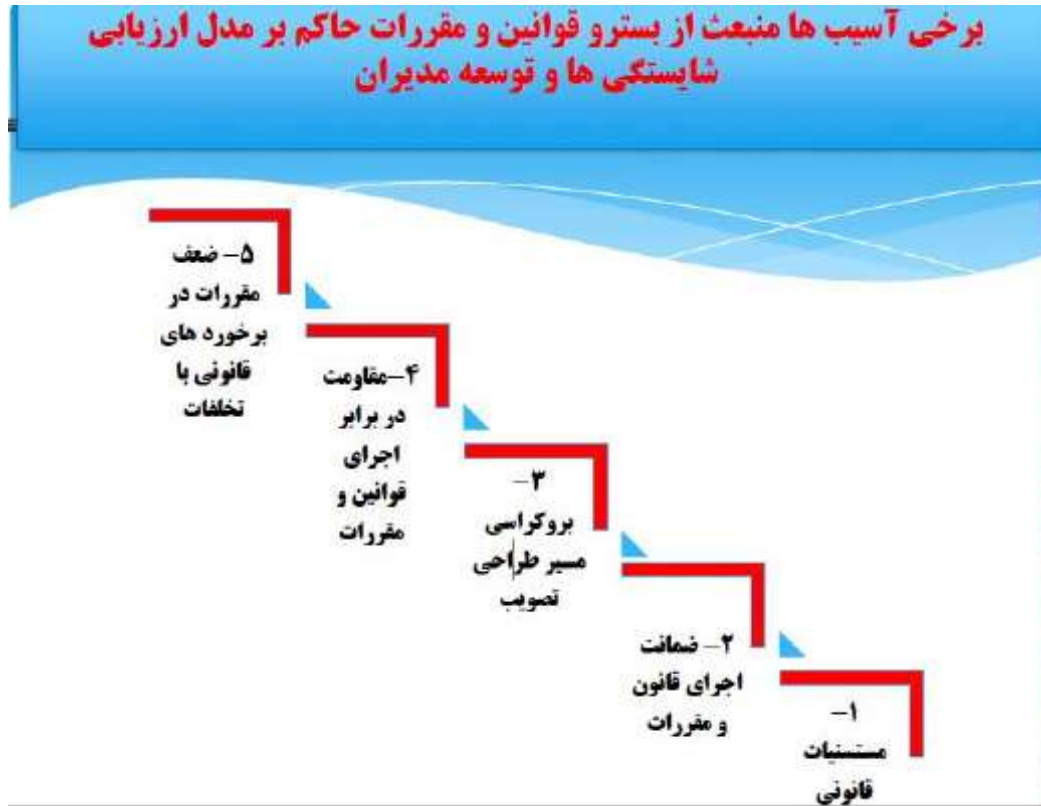 برخی آسیب ها منبعث از بسترو قوانین و مقررات حاکم بر مدل ارزیابی
شایستگی ها و توسعه مدیران
۵- ضعف
مقررات در
برخورد های
قانونی با
تخلفات
۴-مقاومت
در برابر
اجرای
قوانین و
مقررات
۳-
بروکراسی
مسیر طراحی
تصویب
۲- ضمانت
اجرای قانون
و مقررات
۱-
مستسنیات
قانونی